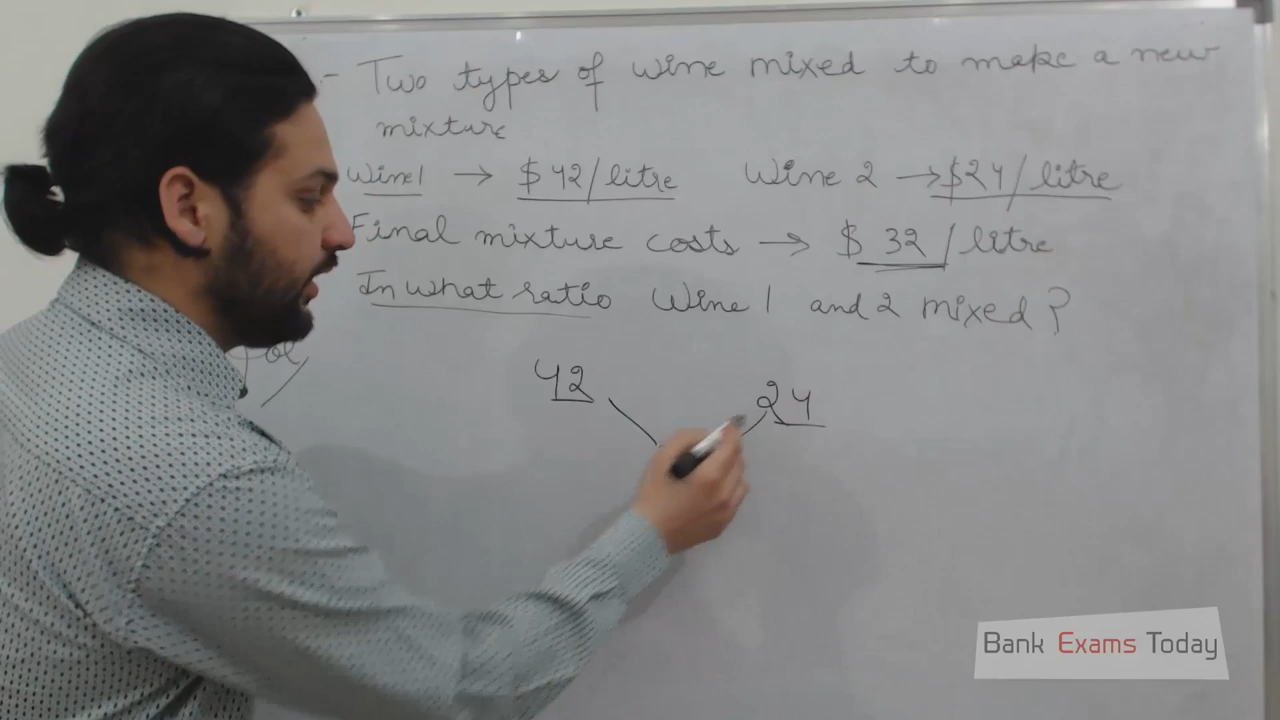 - Two types of wine mixed to make a new
mixture
Wine1 → $42/litre Wine 2 → $24/litre
Final mixture costs → $ 32/litre
In what ratio Wine 1 and 2 mixed?
42 24
Bank Exams Today